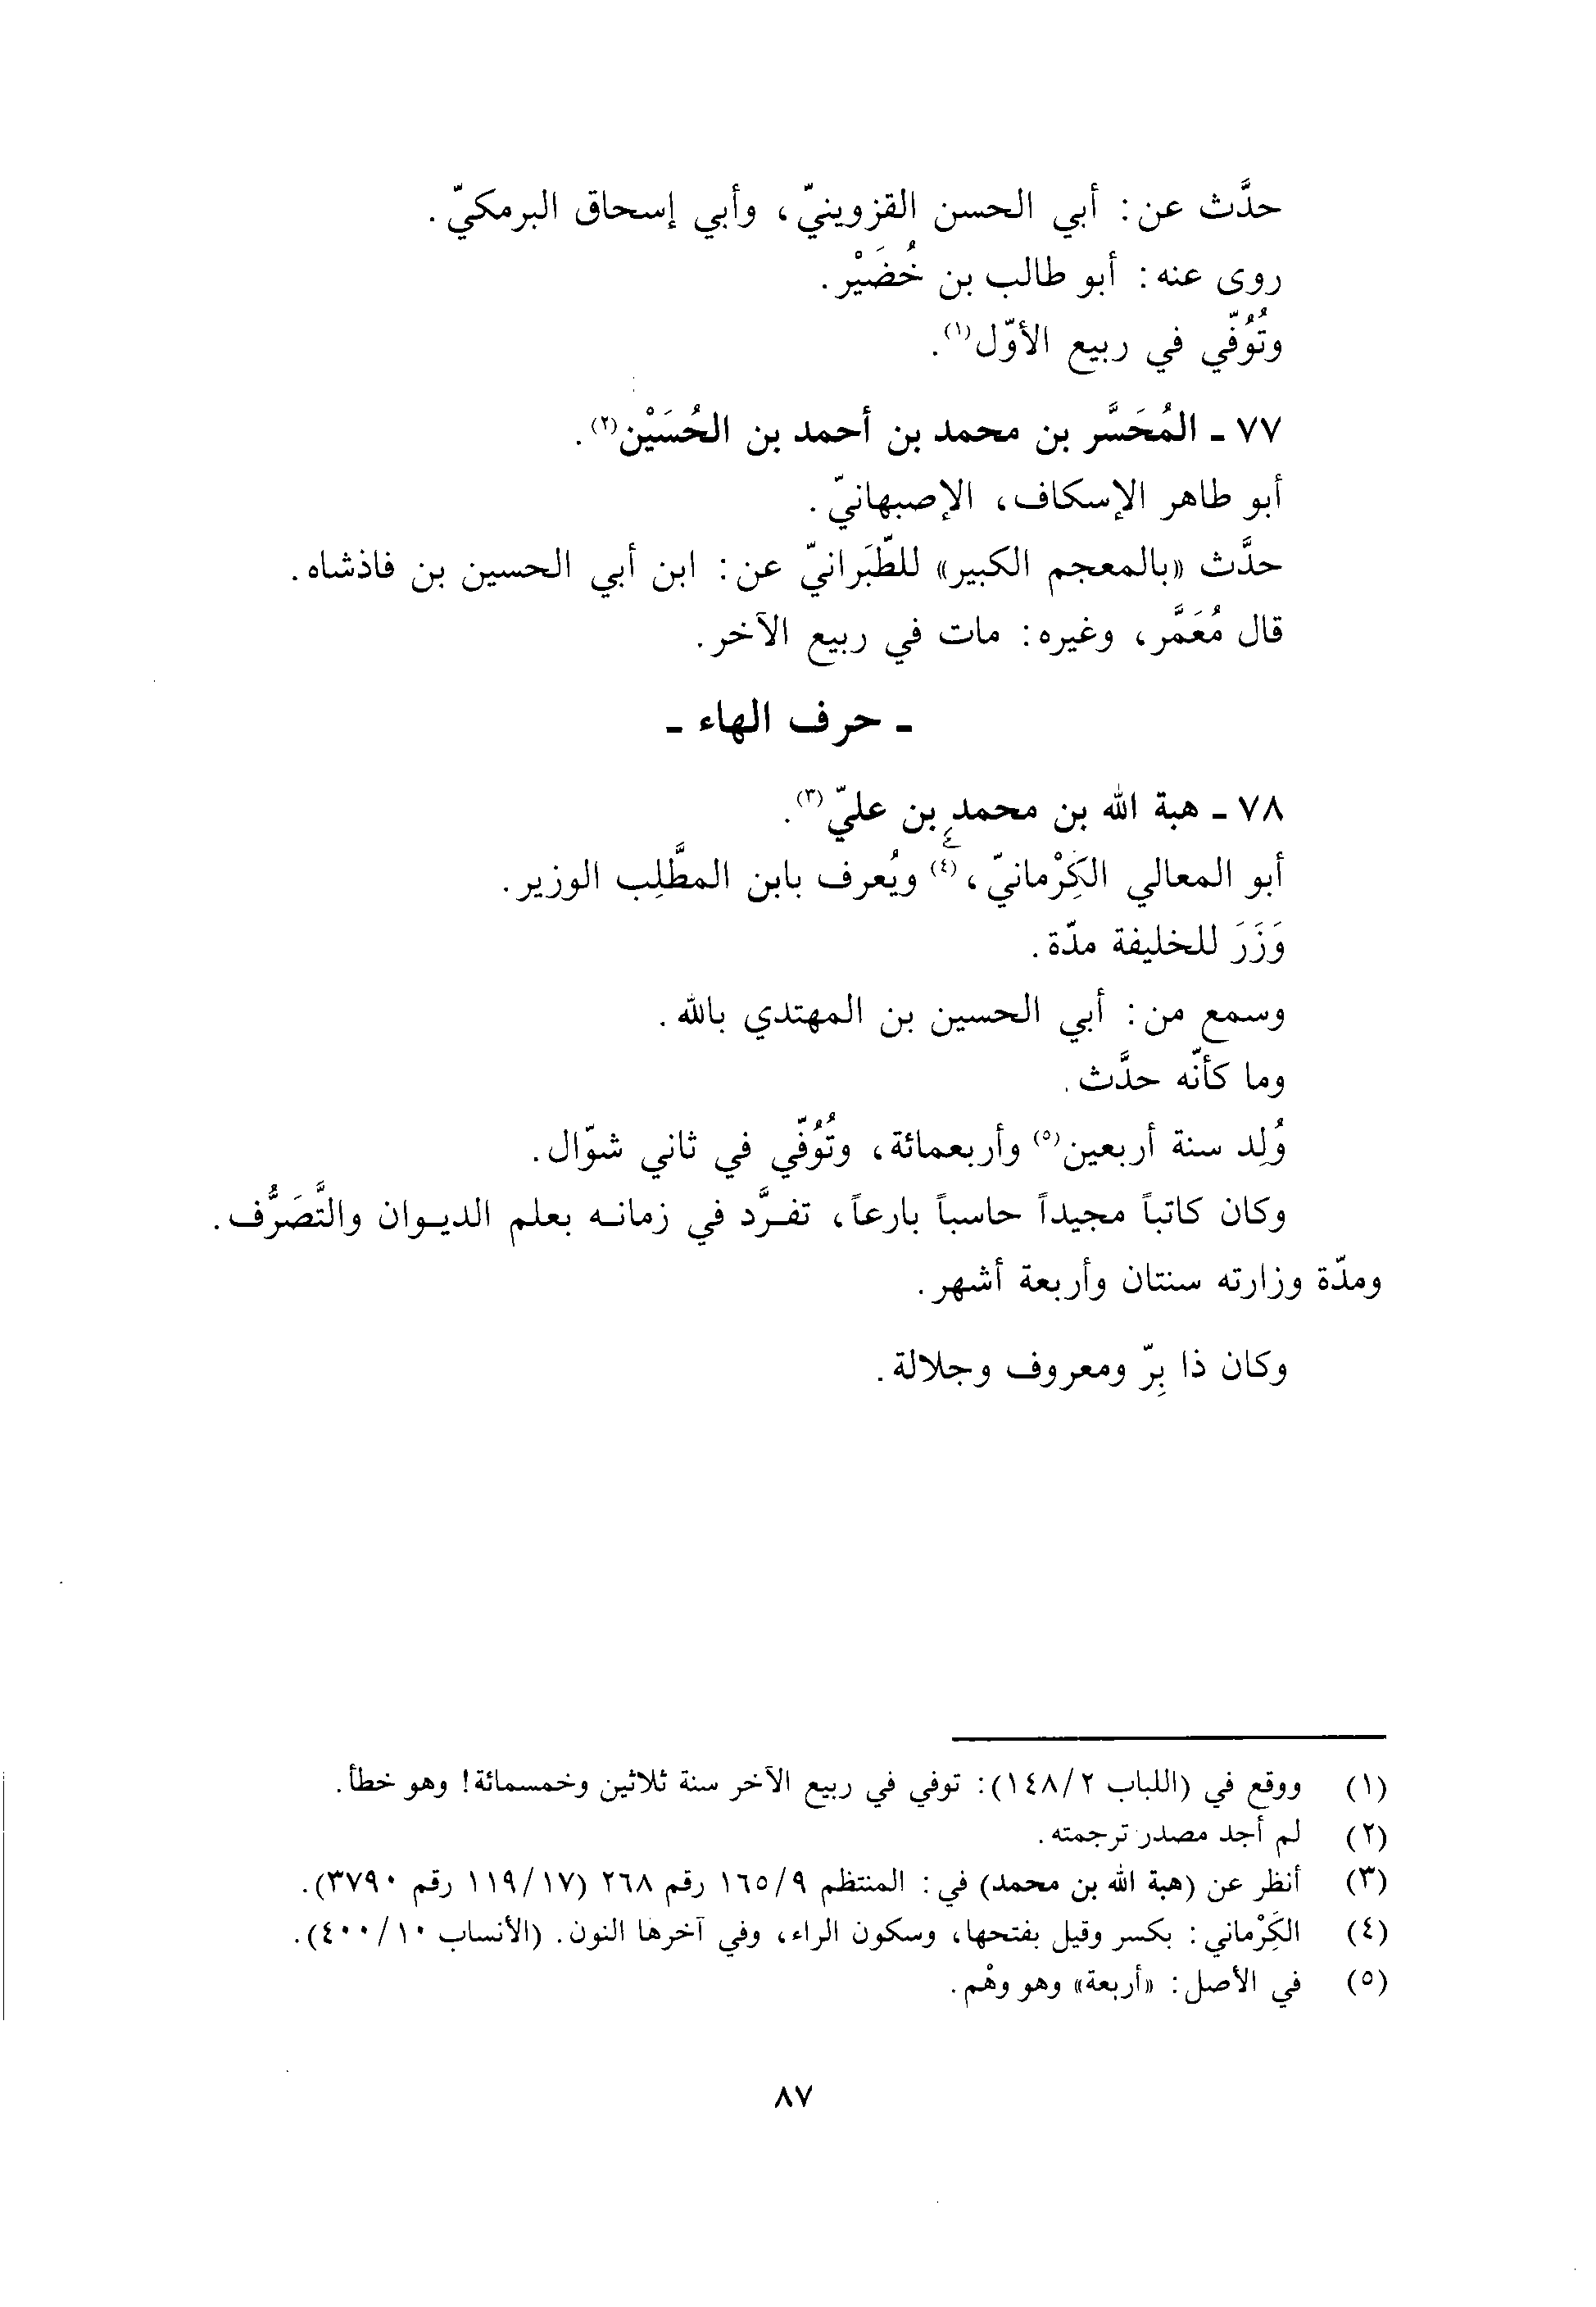 حدَّث عن: أبي الحسن القزوينيّ، وأبي إسحاق البرمكيّ.
روى عنه: أبو طالب بن خُضَيْر.
وتُوُفّي في ربيع الأوّل(١).
٧٧ ـ المُحَسَّر بن محمد بن أحمد بن الحُسَيْن(٢).
أبو طاهر الإسكاف، الإصبهانيّ.
حدَّث «بالمعجم الكبير» للطّبَرانيّ عن: ابن أبي الحسين بن فاذشاه.
قال مُعَمَّر، وغيره: مات في ربيع الآخر.
ـ حرف الهاء ـ
٧٨ ـ هبة الله بن محمد بن عليّ(٣).
أبو المعالي الكَِرْمانيّ،(٤) ويُعرف بابن المطَّلِب الوزير.
وَزَرَ للخليفة مدّة.
وسمع من: أبي الحسين بن المهتدي بالله.
وما كأنّه حدَّث.
وُلِد سنة أربعين(٥) وأربعمائة، وتُوُفّي في ثاني شوّال.
وكان كاتباً مجيداً حاسباً بارعاً، تفـرَّد في زمانـه بعلم الديـوان والتَّصَرُّف.
ومدّة وزارته سنتان وأربعة أشهر.
وكان ذا بِرّ ومعروف وجلالة.
(١) ووقع في (اللباب ١٤٨/٢): توفي في ربيع الآخر سنة ثلاثين وخمسمائة! وهو خطأ.
(٢) لم أجد مصدر ترجمته.
(٣) أنظر عن (هبة الله بن محمد) في: المنتظم ١٦٥/٩ رقم ٢٦٨ (١١٩/١٧ رقم ٣٧٩٠).
(٤) الكَِرْماني: بكسر وقيل بفتحها، وسكون الراء، وفي آخرها النون. (الأنساب ٤٠٠/١٠).
(٥) في الأصل: «أربعة» وهو وهْم.
٨٧